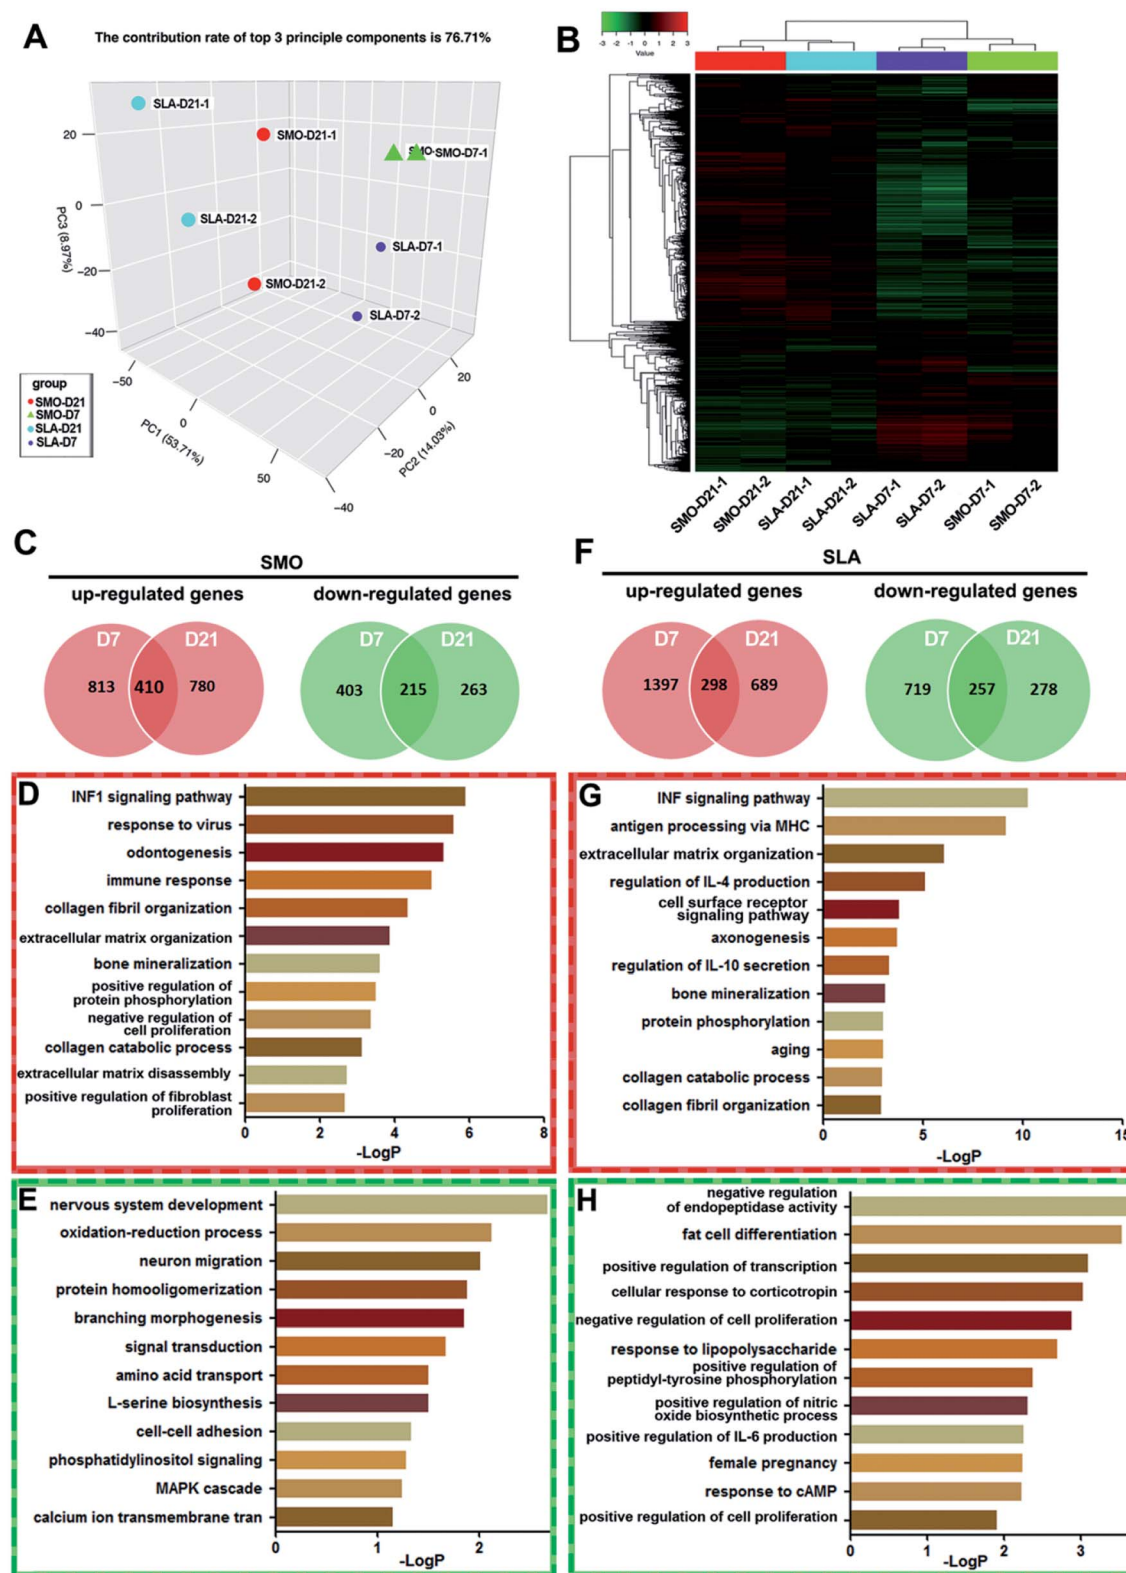 A
The contribution rate of top 3 principle components is 76.71%
SLA-D21-1
SMO-D21-1
SMO-
SMO-D7-1
SLA-D21-2
SLA-D7-1
SMO-D21-2
SLA-D7-2
20
0
−20
−40
PC3 (8.97%)
−50
0
50
PC1 (53.71%)
−40
−20
0
20
PC2 (14.03%)
group
SMO-D21
SMO-D7
SLA-D21
SLA-D7
B
-3 -2 -1 0 1 2 3
Value
SMO-D21-1
SMO-D21-2
SLA-D21-1
SLA-D21-2
SLA-D7-1
SLA-D7-2
SMO-D7-1
SMO-D7-2
C
SMO
up-regulated genes
down-regulated genes
D7 D21
813 410 780
D7 D21
403 215 263
F
SLA
up-regulated genes
down-regulated genes
D7 D21
1397 298 689
D7 D21
719 257 278
D
INF1 signaling pathway
response to virus
odontogenesis
immune response
collagen fibril organization
extracellular matrix organization
bone mineralization
positive regulation of
protein phosphorylation
negative regulation of
cell proliferation
collagen catabolic process
extracellular matrix disassembly
positive regulation of fibroblast
proliferation
0 2 4 6 8
-LogP
G
INF signaling pathway
antigen processing via MHC
extracellular matrix organization
regulation of IL-4 production
cell surface receptor
signaling pathway
axonogenesis
regulation of IL-10 secretion
bone mineralization
protein phosphorylation
aging
collagen catabolic process
collagen fibril organization
0 5 10 15
-LogP
E
nervous system development
oxidation-reduction process
neuron migration
protein homooligomerization
branching morphogenesis
signal transduction
amino acid transport
L-serine biosynthesis
cell-cell adhesion
phosphatidylinositol signaling
MAPK cascade
calcium ion transmembrane tran
0 1 2
-LogP
H
negative regulation
of endopeptidase activity
fat cell differentiation
positive regulation of transcription
cellular response to corticotropin
negative regulation of cell proliferation
response to lipopolysaccharide
positive regulation of
peptidyl-tyrosine phosphorylation
positive regulation of nitric
oxide biosynthetic process
positive regulation of IL-6 production
female pregnancy
response to cAMP
positive regulation of cell proliferation
0 1 2 3
-LogP